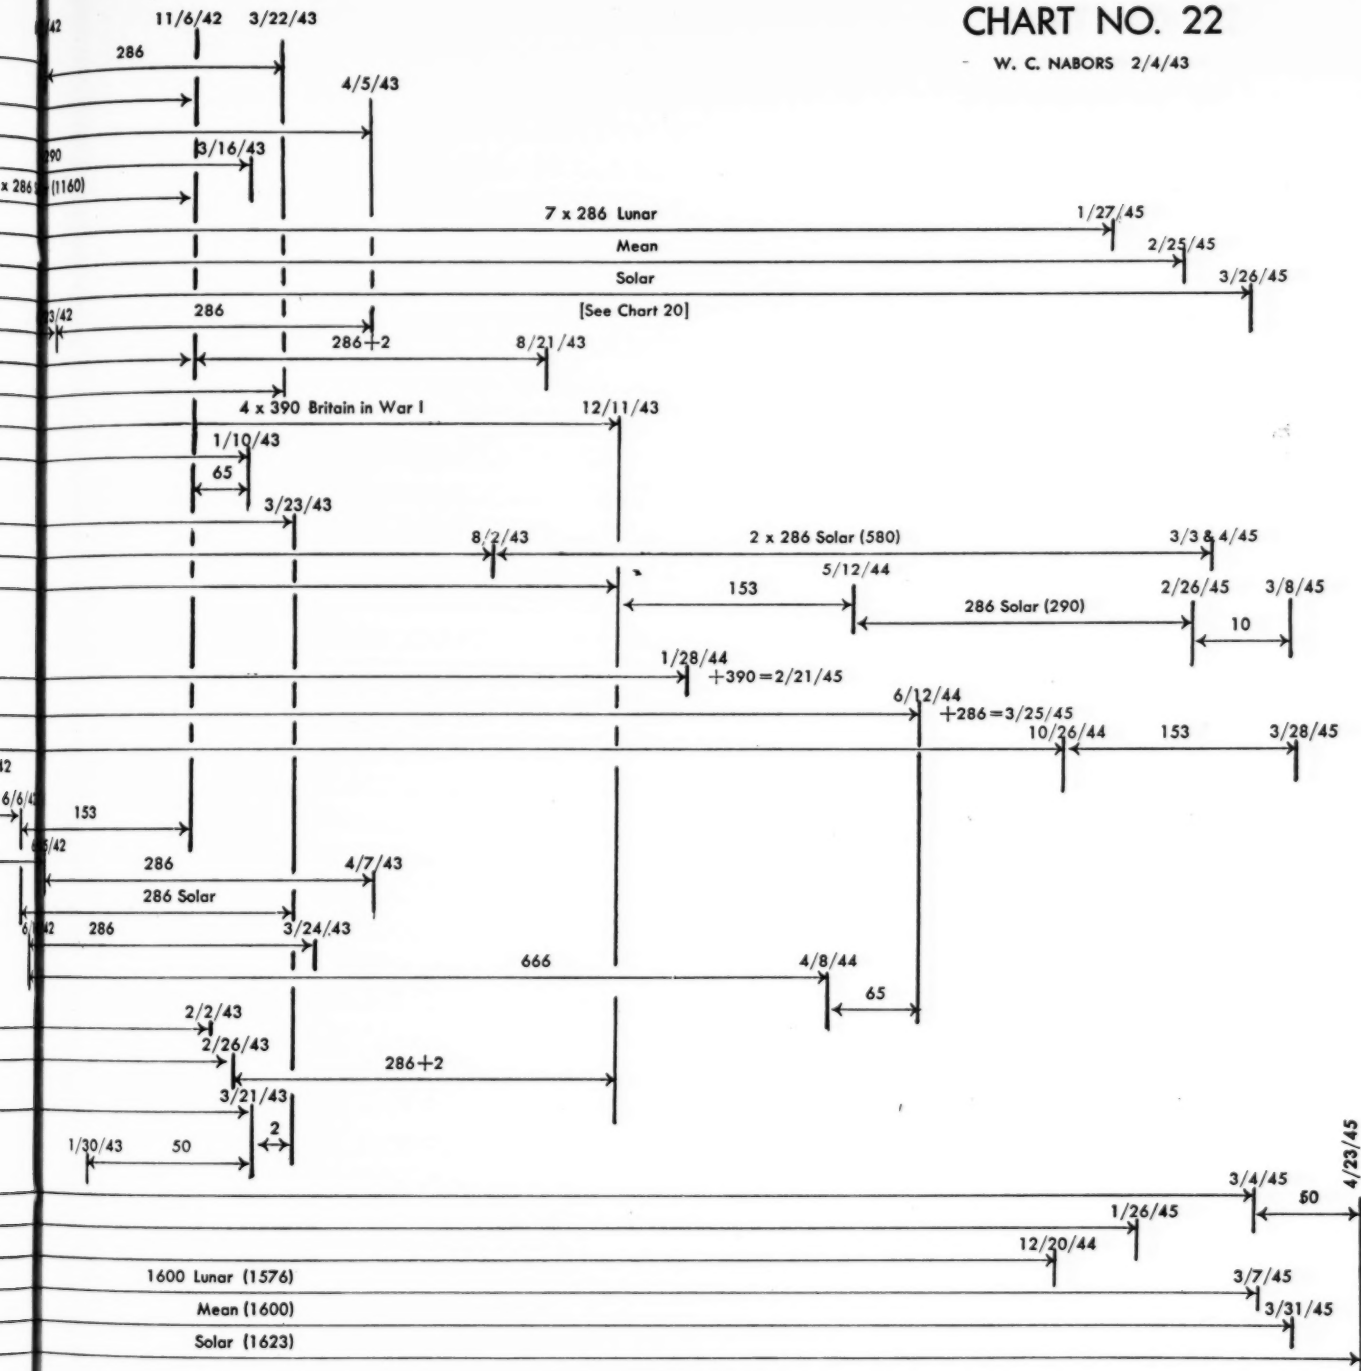 CHART NO. 22
W. C. NABORS 2/4/43
11/6/42 3/22/43
286
4/5/43
3/16/43
x 286 (1160)
7 x 286 Lunar 1/27/45
Mean 2/25/45
Solar 3/26/45
286 [See Chart 20]
286+2 8/21/43
4 x 390 Britain in War I 12/11/43
1/10/43
65
3/23/43
8/2/43 2 x 286 Solar (580) 3/3 & 4/45
5/12/44
153 2/26/45 3/8/45
286 Solar (290) 10
1/28/44
+390=2/21/45
6/12/44
+286=3/25/45
10/26/44 153 3/28/45
153
286 4/7/43
286 Solar
286 3/24/43
666 4/8/44
65
2/2/43
2/26/43
286+2
3/21/43
2
1/30/43 50
4/23/45
3/4/45
50
1/26/45
12/20/44
1600 Lunar (1576) 3/7/45
Mean (1600) 3/31/45
Solar (1623)